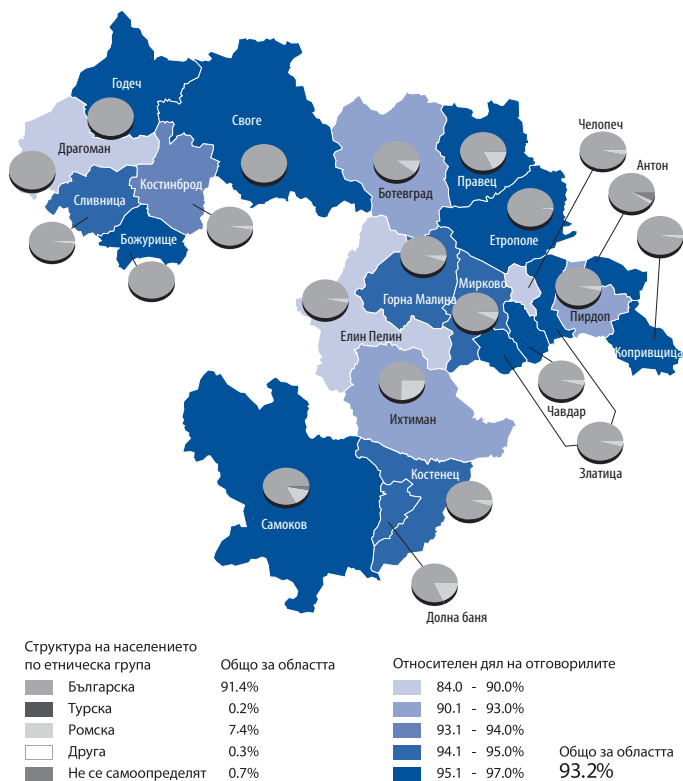 Годеч
Своге
Челопеч
Антон
Драгоман
Костинброд
Сливница
Божурище
Ботевград
Правец
Етрополе
Горна Малина
Мирково
Пирдоп
Копривщица
Елин Пелин
Чавдар
Златица
Ихтиман
Костенец
Самоков
Долна баня
Структура на населението
по етническа група Общо за областта
Българска 91.4%
Турска 0.2%
Ромска 7.4%
Друга 0.3%
Не се самоопределят 0.7%
Относителен дял на отговорилите
84.0 - 90.0%
90.1 - 93.0%
93.1 - 94.0%
94.1 - 95.0%
95.1 - 97.0%
Общо за областта
93.2%